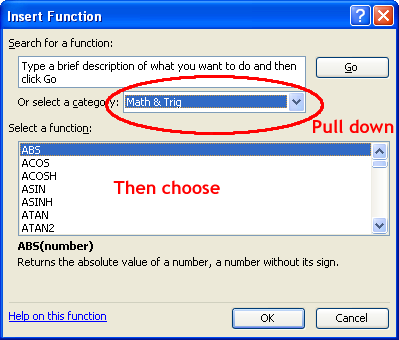 Insert Function
Search for a function:
Type a brief description of what you want to do and then
click Go
Go
Or select a category: Math & Trig
Pull down
Select a function:
ABS
ACOS
ACOSH
ASIN
ASINH
ATAN
ATAN2
Then choose
ABS(number)
Returns the absolute value of a number, a number without its sign.
Help on this function
OK
Cancel